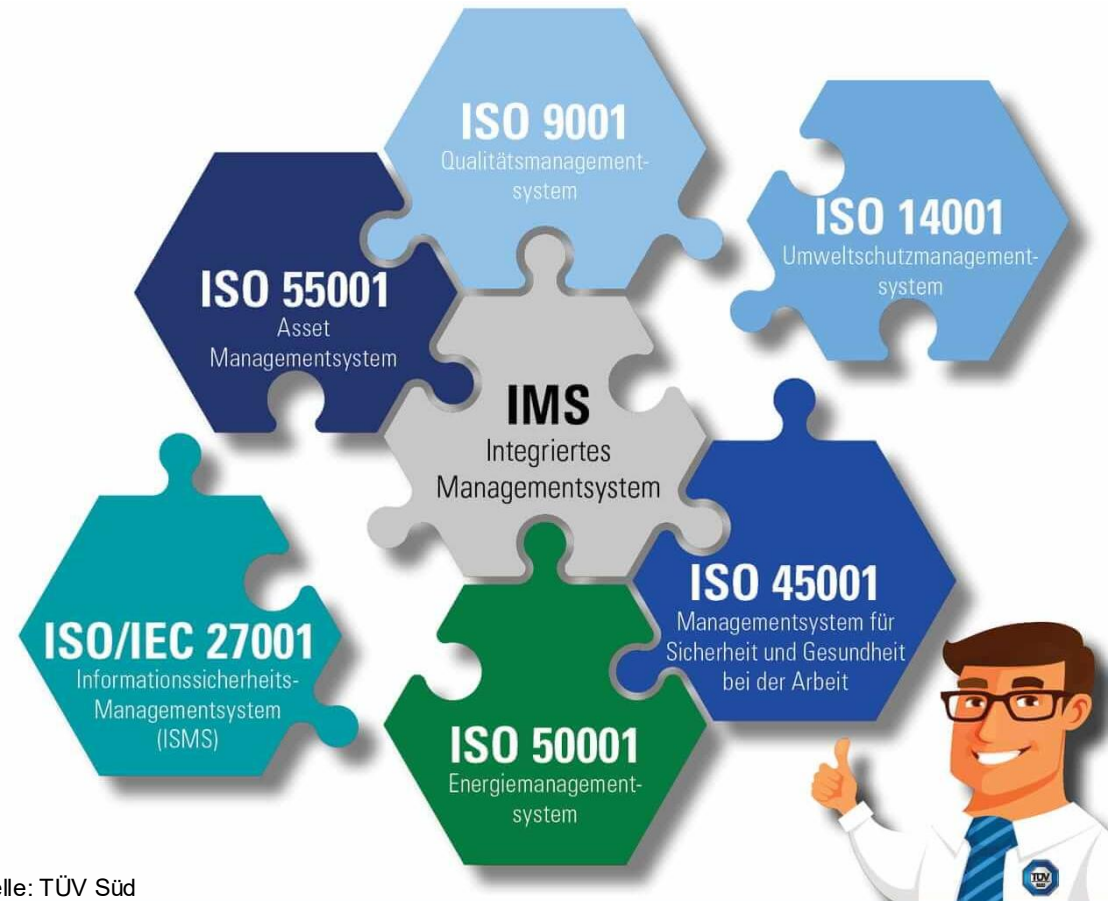 ISO 9001
Qualitätsmanagement-
system
ISO 14001
Umweltschutzmanagement-
system
ISO 55001
Asset
Managementsystem
IMS
Integriertes
Managementsystem
ISO/IEC 27001
Informationssicherheits-
Managementsystem
(ISMS)
ISO 45001
Managementsystem für
Sicherheit und Gesundheit
bei der Arbeit
ISO 50001
Energiemanagement-
system
TÜV
elle: TÜV Süd